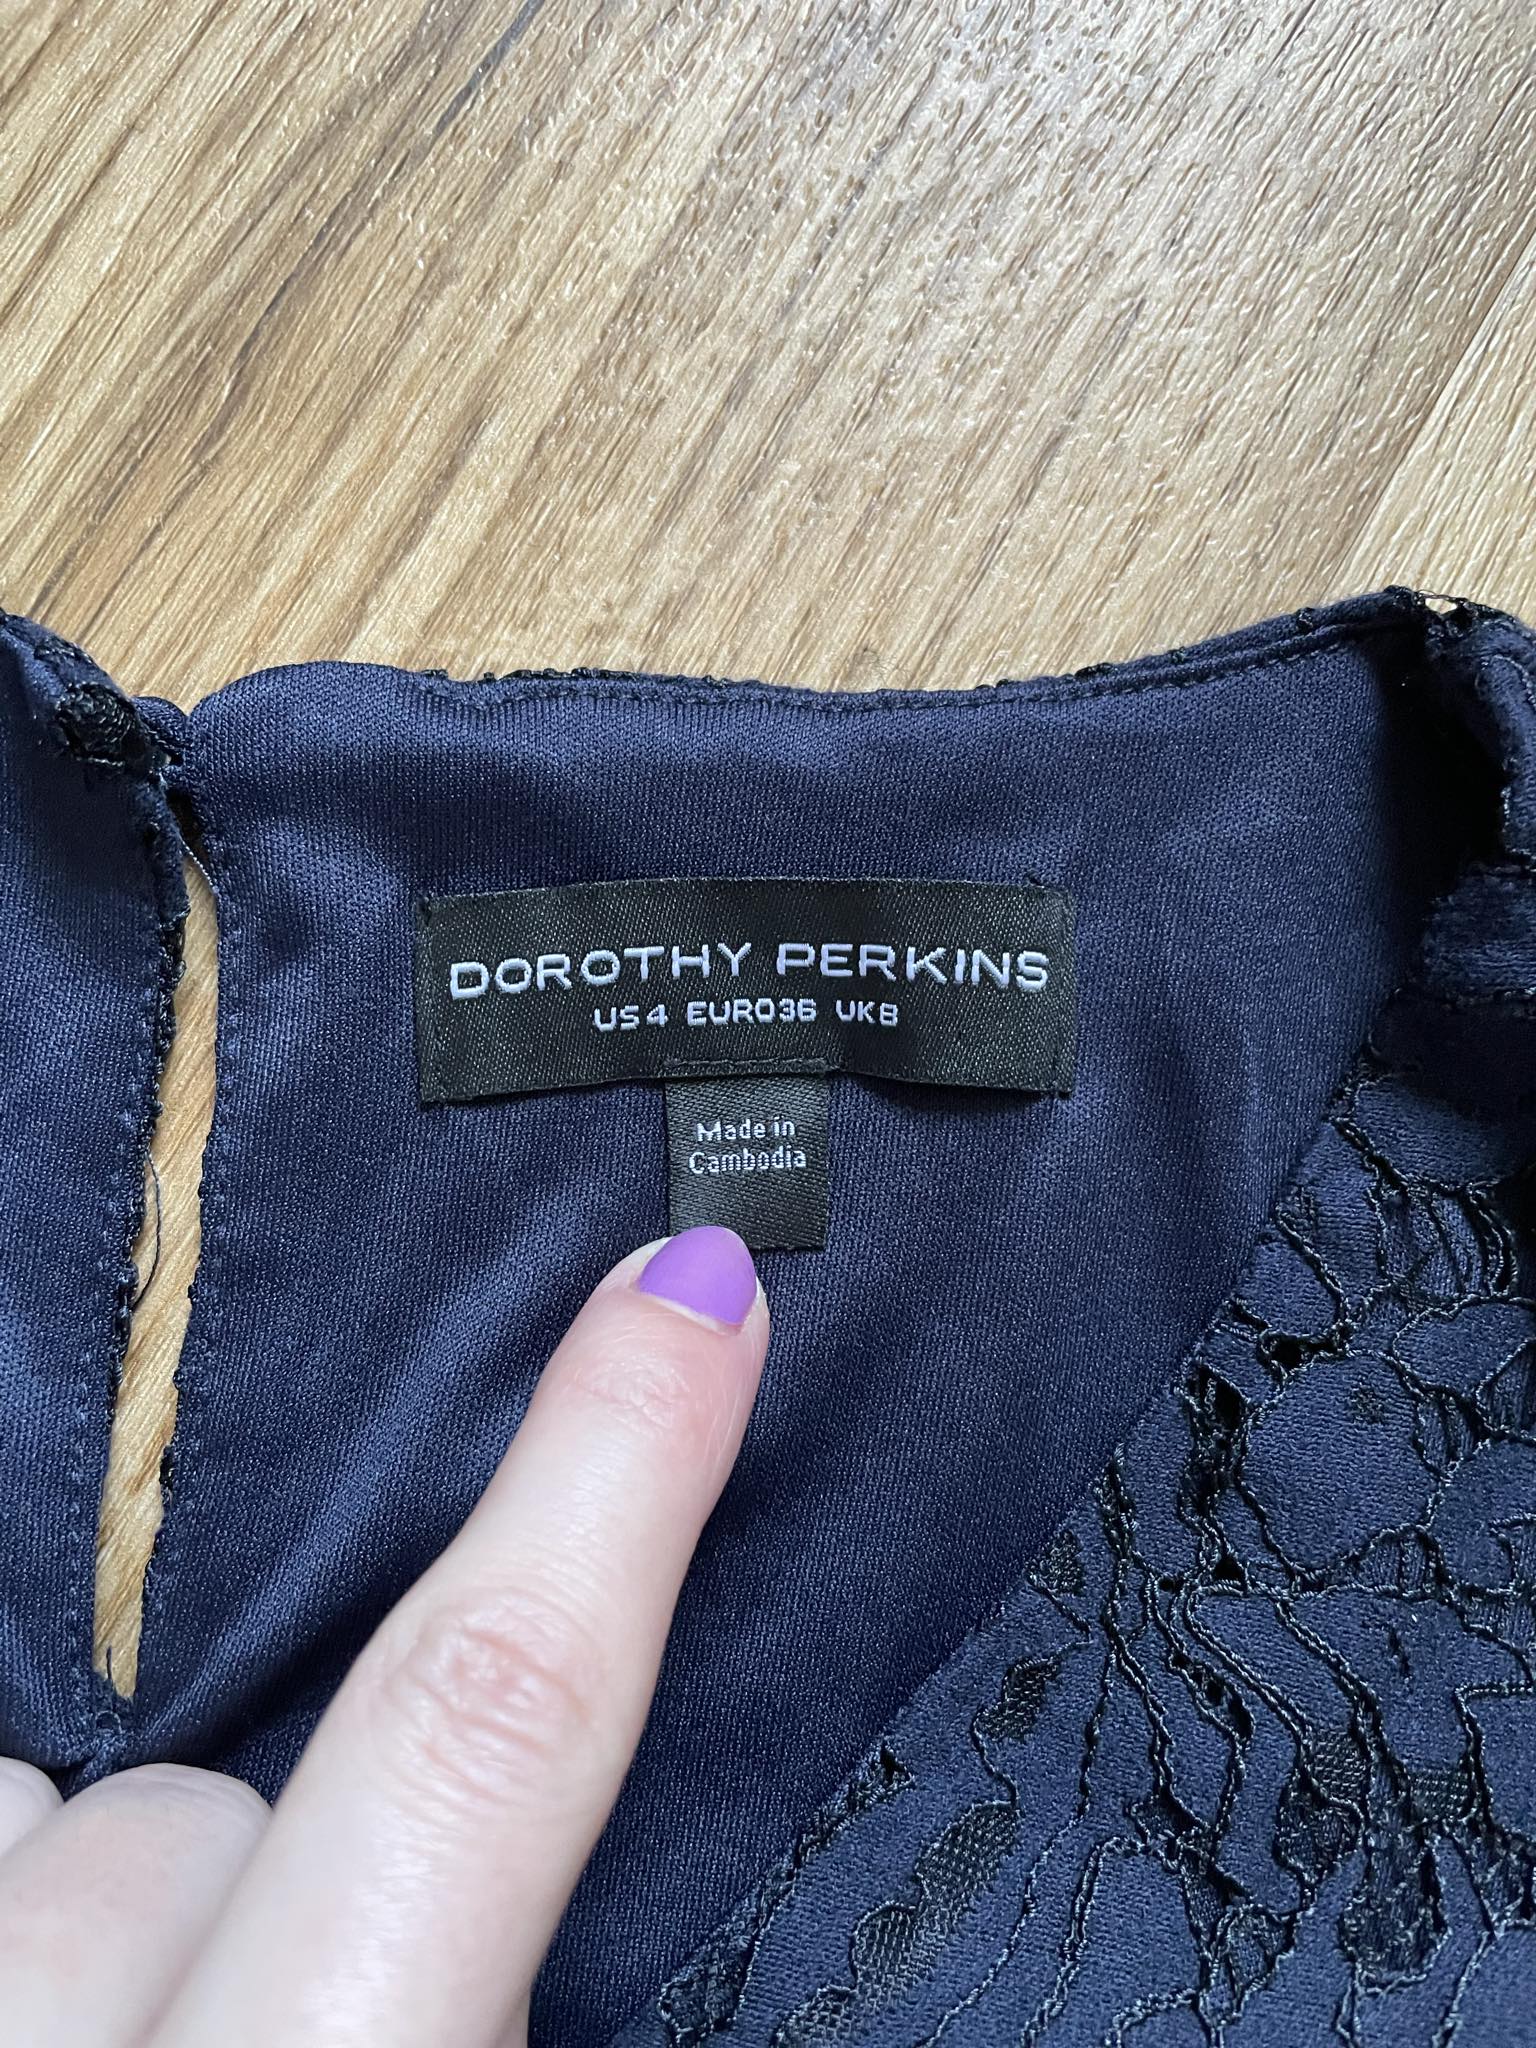 DOROTHY PERKINS
US4 EURO36 UK8
Made in
Cambodia